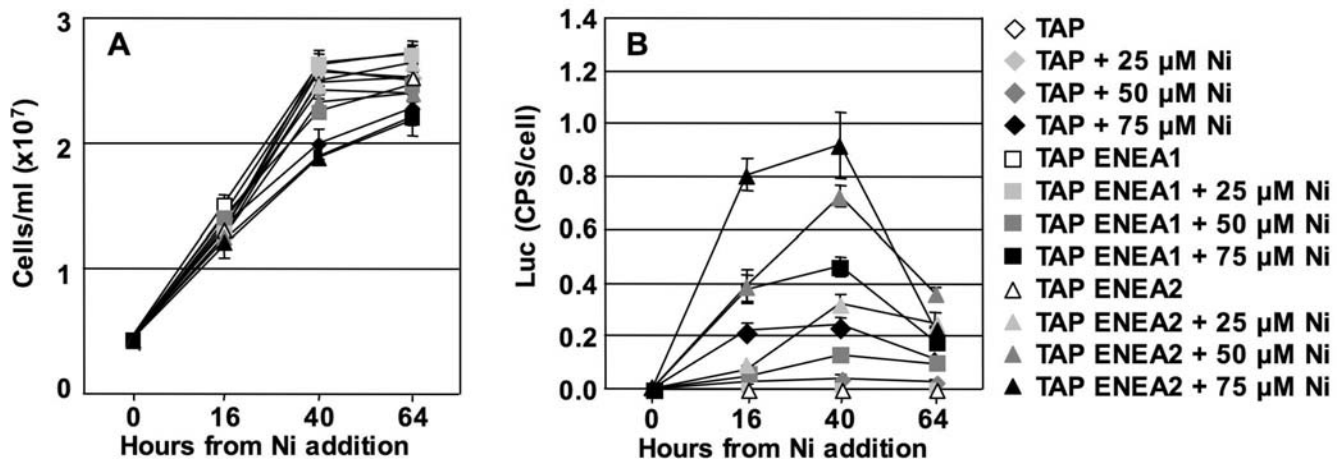 A
Cells/ml (x10⁷)
3
2
1
0
0 16 40 64
Hours from Ni addition
B
Luc (CPS/cell)
1.4
1.2
1.0
0.8
0.6
0.4
0.2
0.0
0 16 40 64
Hours from Ni addition
TAP
TAP + 25 µM Ni
TAP + 50 µM Ni
TAP + 75 µM Ni
TAP ENEA1
TAP ENEA1 + 25 µM Ni
TAP ENEA1 + 50 µM Ni
TAP ENEA1 + 75 µM Ni
TAP ENEA2
TAP ENEA2 + 25 µM Ni
TAP ENEA2 + 50 µM Ni
TAP ENEA2 + 75 µM Ni